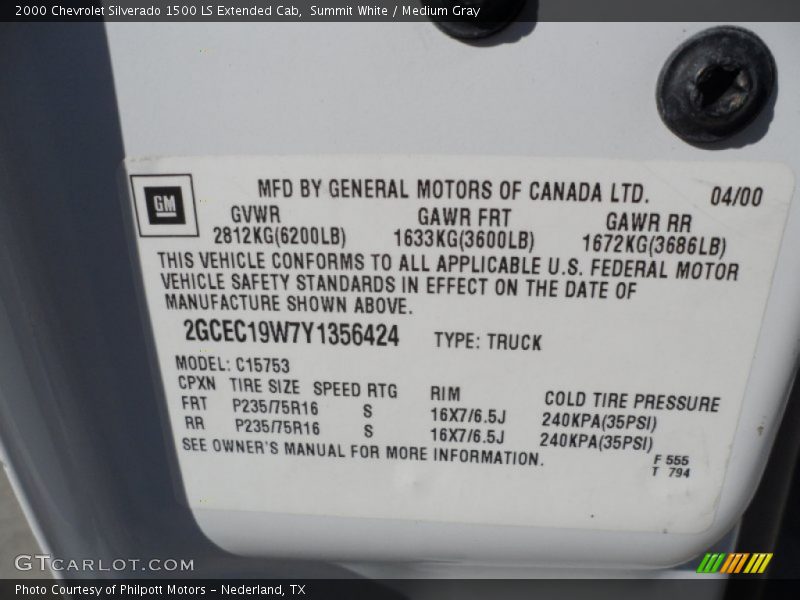 2000 Chevrolet Silverado 1500 LS Extended Cab, Summit White / Medium Gray
GM
MFD BY GENERAL MOTORS OF CANADA LTD. 04/00
GVWR GAWR FRT GAWR RR
2812KG(6200LB) 1633KG(3600LB) 1672KG(3686LB)
THIS VEHICLE CONFORMS TO ALL APPLICABLE U.S. FEDERAL MOTOR
VEHICLE SAFETY STANDARDS IN EFFECT ON THE DATE OF
MANUFACTURE SHOWN ABOVE.
2GCEC19W7Y1356424 TYPE: TRUCK
MODEL: C15753
CPXN TIRE SIZE SPEED RTG RIM COLD TIRE PRESSURE
FRT P235/75R16 S 16X7/6.5J 240KPA(35PSI)
RR P235/75R16 S 16X7/6.5J 240KPA(35PSI)
SEE OWNER'S MANUAL FOR MORE INFORMATION.
F 555
T 794
GTCARLOT.COM
Photo Courtesy of Philpott Motors - Nederland, TX